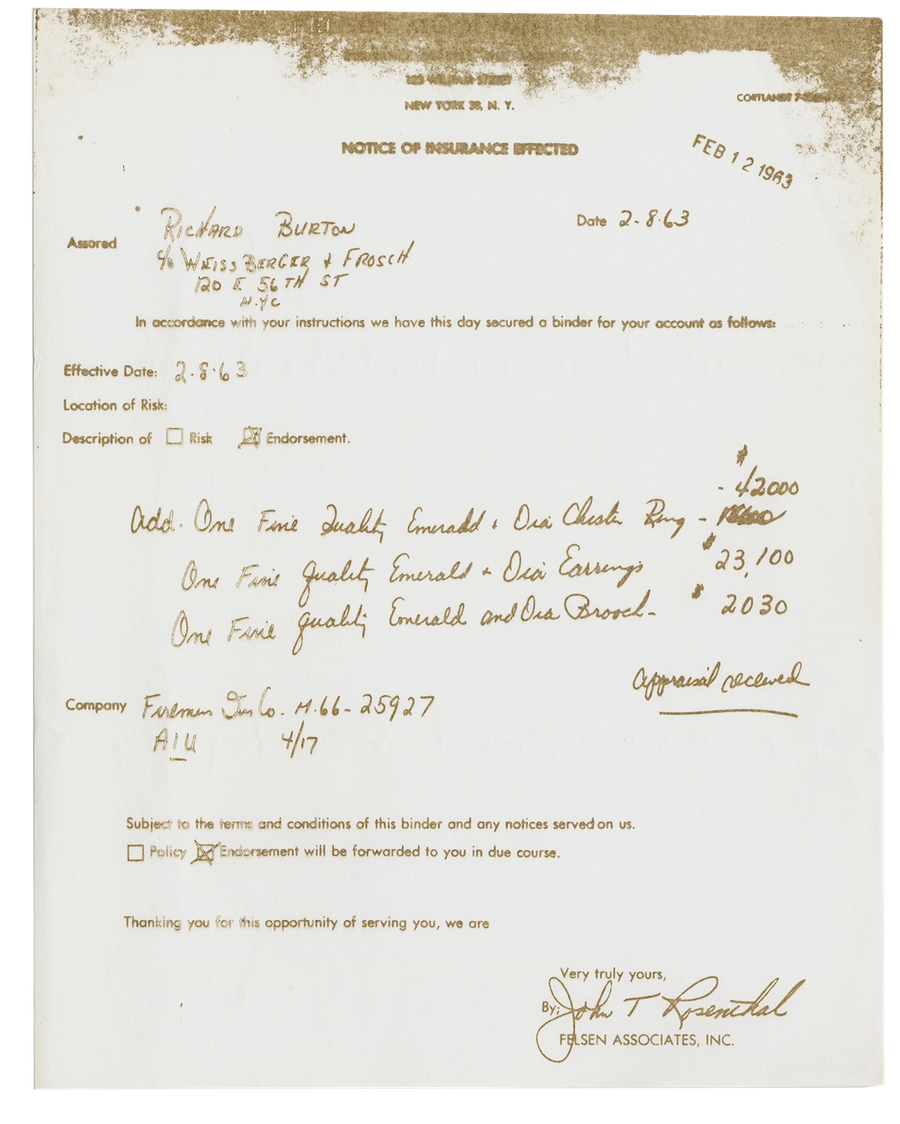 NEW YORK 38, N. Y.
CORTLANDT
NOTICE OF INSURANCE EFFECTED
FEB 12 1963
Date 2-8-63
Assured RICHARD BURTON
c/o WEISSBERGER & FROSCH
120 E 56TH ST
N.Y.C
In accordance with your instructions we have this day secured a binder for your account as follows:
Effective Date: 2-8-63
Location of Risk:
Description of Risk Endorsement.
$
- 42000
Add. One Fine Quality Emerald & Dia Cluster Ring -
One Fine Quality Emerald & Dia Earrings $23,100
One Fine Quality Emerald and Dia Brooch - $2030
Appraisal received
Company Firemens Ins Co. M-66-25927
AIU 4/17
Subject to the terms and conditions of this binder and any notices served on us.
Policy Endorsement will be forwarded to you in due course.
Thanking you for this opportunity of serving you, we are
Very truly yours,
By: John T Rosenthal
FELSEN ASSOCIATES, INC.